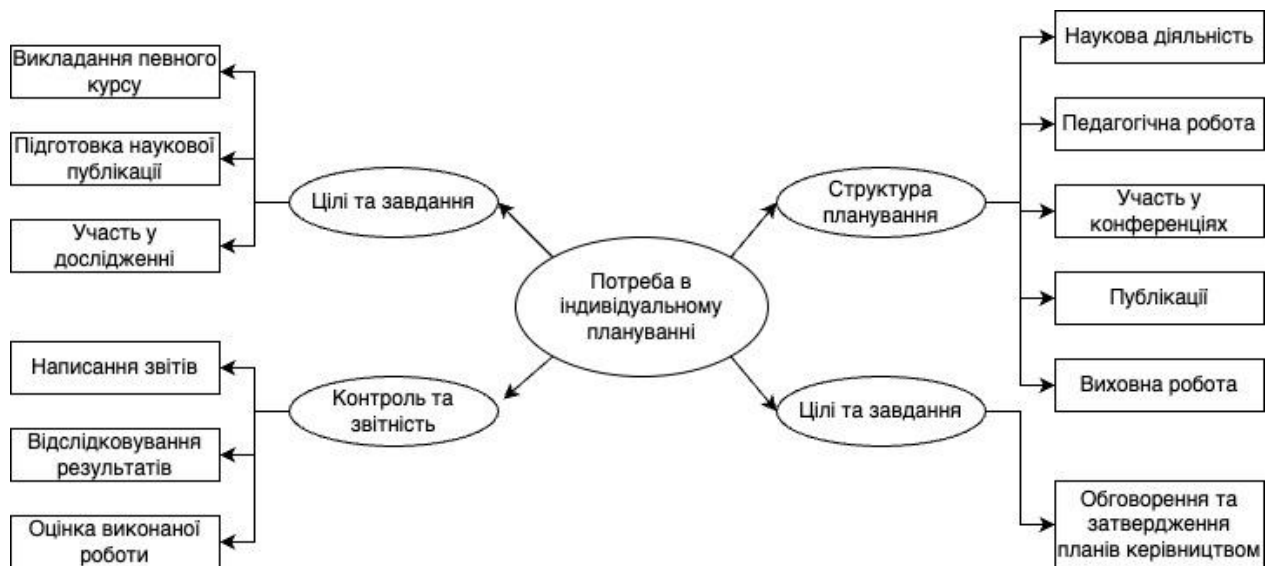 Викладання певного
курсу
Підготовка наукової
публікації
Участь у
дослідженні
Цілі та завдання
Написання звітів
Відслідковування
результатів
Оцінка виконаної
роботи
Контроль та
звітність
Потреба в
індивідуальному
плануванні
Структура
планування
Наукова діяльність
Педагогічна робота
Участь у
конференціях
Публікації
Виховна робота
Цілі та завдання
Обговорення та
затвердження
планів керівництвом